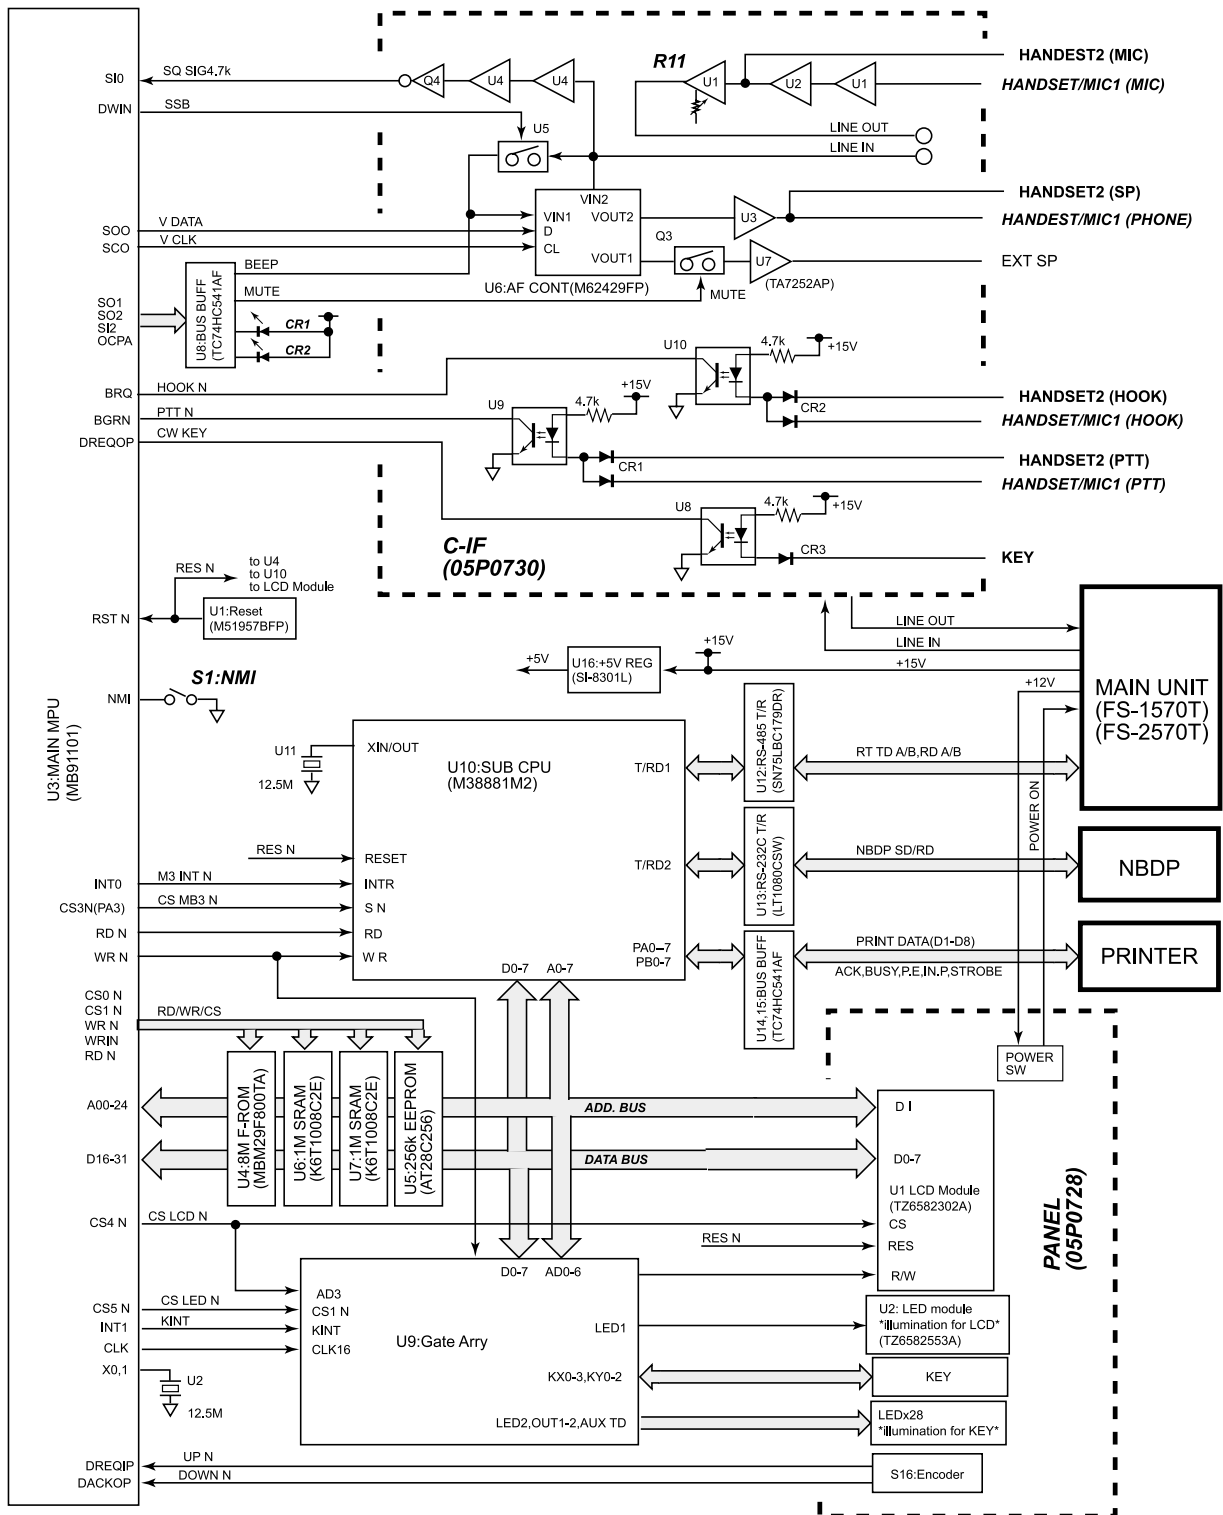 SI0
SQ SIG4.7k
Q4
U4
U4
R11
U1
U2
U1
HANDEST2 (MIC)
HANDSET/MIC1 (MIC)
DWIN
SSB
U5
LINE OUT
LINE IN
VIN2
VIN1
VOUT2
D
CL
VOUT1
U6:AF CONT(M62429FP)
U3
HANDSET2 (SP)
HANDEST/MIC1 (PHONE)
SOO
V DATA
SCO
V CLK
Q3
MUTE
U7
(TA7252AP)
EXT SP
BEEP
MUTE
SO1
SO2
SI2
OCPA
U8:BUS BUFF
(TC74HC541AF
CR1
CR2
BRQ
HOOK N
BGRN
PTT N
DREQOP
CW KEY
U10
4.7k
+15V
CR2
HANDSET2 (HOOK)
HANDSET/MIC1 (HOOK)
U9
4.7k
+15V
CR1
HANDSET2 (PTT)
HANDSET/MIC1 (PTT)
U8
4.7k
+15V
CR3
KEY
C-IF
(05P0730)
RES N
to U4
to U10
to LCD Module
RST N
U1:Reset
(M51957BFP)
LINE OUT
LINE IN
+15V
+15V
+5V
U16:+5V REG
(SI-8301L)
+12V
POWER ON
MAIN UNIT
(FS-1570T)
(FS-2570T)
NMI
S1:NMI
U3:MAIN MPU
(MB91101)
U11
12.5M
XIN/OUT
U10:SUB CPU
(M38881M2)
T/RD1
U12:RS-485 T/R
(SN75LBC179DR)
RT TD A/B,RD A/B
RES N
RESET
T/RD2
U13:RS-232C T/R
(LT1080CSW)
NBDP SD/RD
NBDP
INT0
M3 INT N
INTR
CS3N(PA3)
CS MB3 N
S N
RD N
RD
WR N
W R
PA0–7
PB0-7
U14,15:BUS BUFF
(TC74HC541AF
PRINT DATA(D1-D8)
ACK,BUSY,P.E,IN.P,STROBE
PRINTER
D0-7
A0-7
CS0 N
CS1 N
WR N
WRIN
RD N
RD/WR/CS
POWER
SW
U4:8M F-ROM
(MBM29F800TA)
U6:1M SRAM
(K6T1008C2E)
U7:1M SRAM
(K6T1008C2E)
U5:256k EEPROM
(AT28C256)
A00-24
ADD. BUS
D I
D16-31
DATA BUS
D0-7
U1 LCD Module
(TZ6582302A)
CS4 N
CS LCD N
CS
RES N
RES
R/W
PANEL
(05P0728)
D0-7
AD0-6
AD3
CS5 N
CS LED N
CS1 N
INT1
KINT
KINT
CLK
CLK16
U9:Gate Arry
LED1
U2: LED module
*illumination for LCD*
(TZ6582553A)
X0,1
U2
12.5M
KX0-3,KY0-2
KEY
LED2,OUT1-2,AUX TD
LEDx28
*illumination for KEY*
DREQIP
UP N
DACKOP
DOWN N
S16:Encoder